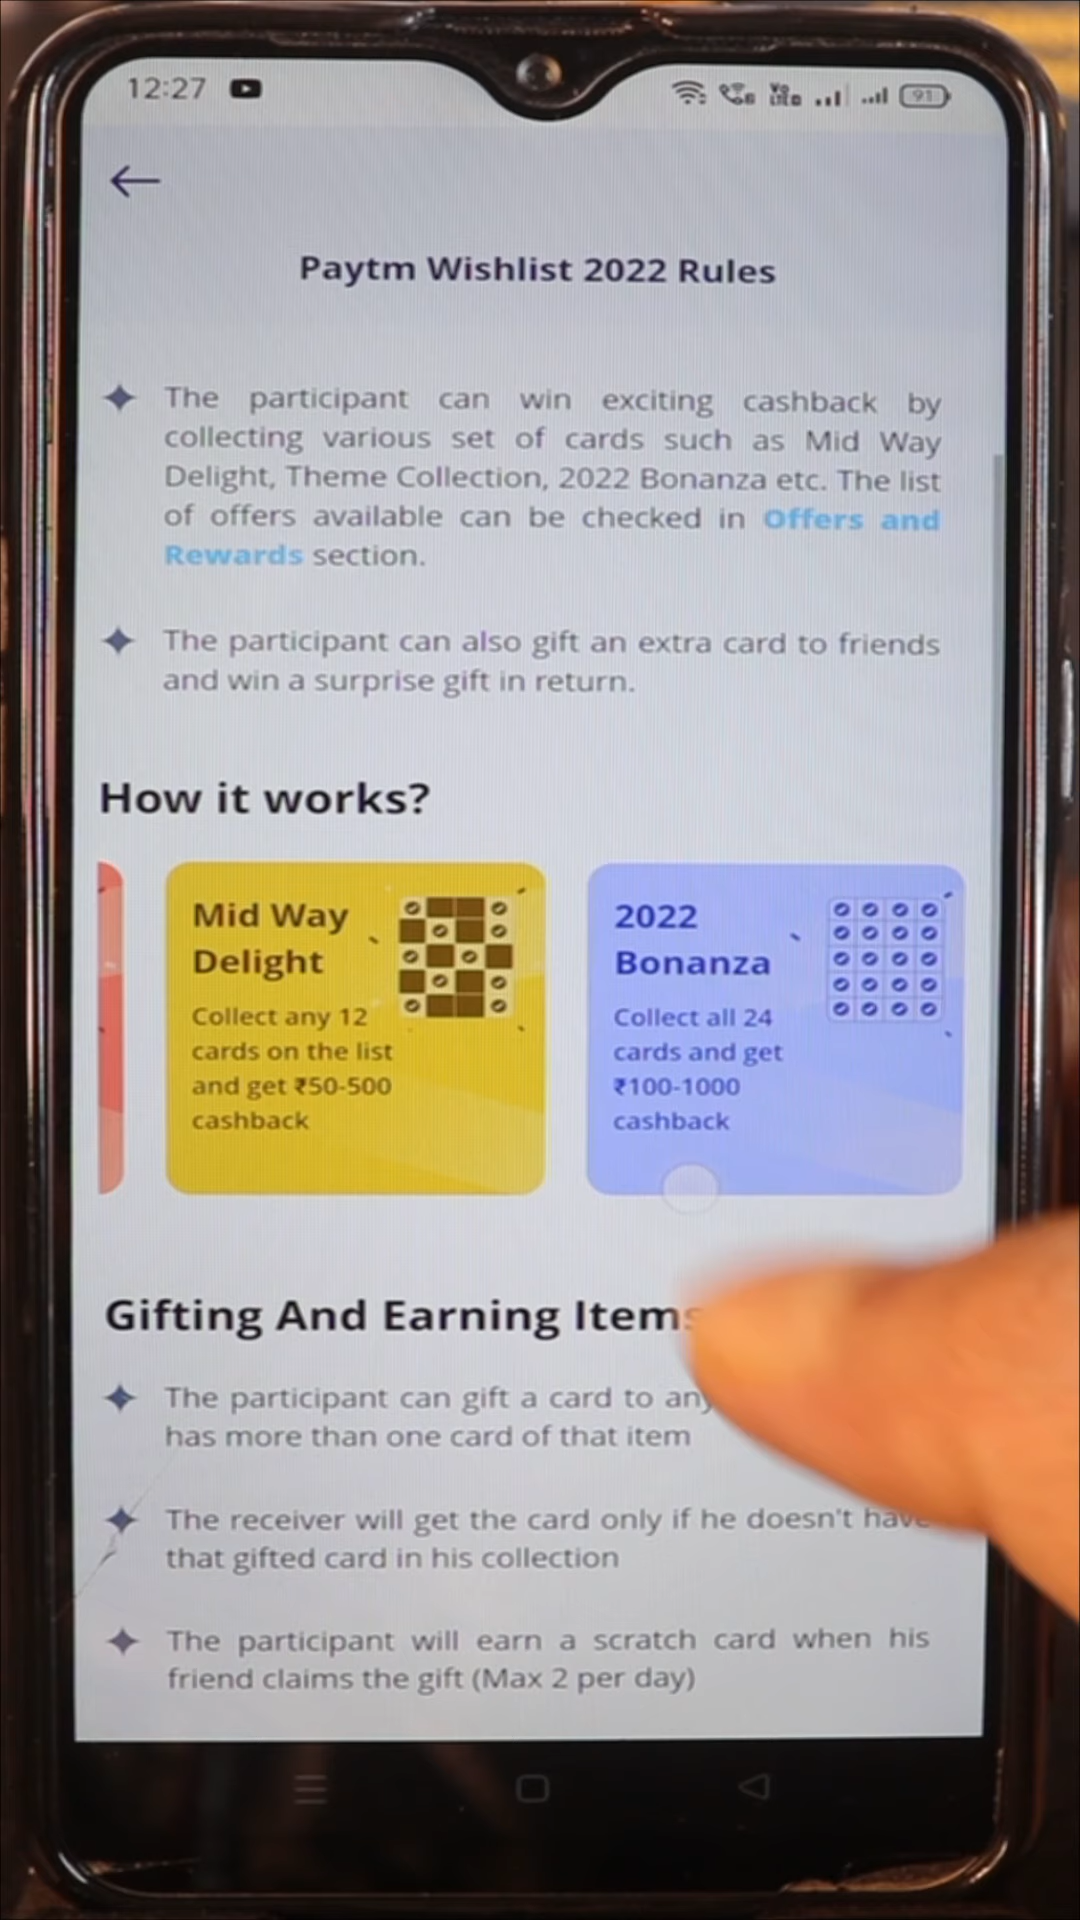 12:27
91
Paytm Wishlist 2022 Rules
The participant can win exciting cashback by
collecting various set of cards such as Mid Way
Delight, Theme Collection, 2022 Bonanza etc. The list
of offers available can be checked in Offers and
Rewards section.
The participant can also gift an extra card to friends
and win a surprise gift in return.
How it works?
Mid Way
Delight
Collect any 12
cards on the list
and get ₹50-500
cashback
2022
Bonanza
Collect all 24
cards and get
₹100-1000
cashback
Gifting And Earning Items
The participant can gift a card to
has more than one card of that item
The receiver will get the card only if he doesn't have
that gifted card in his collection
The participant will earn a scratch card when his
friend claims the gift (Max 2 per day)